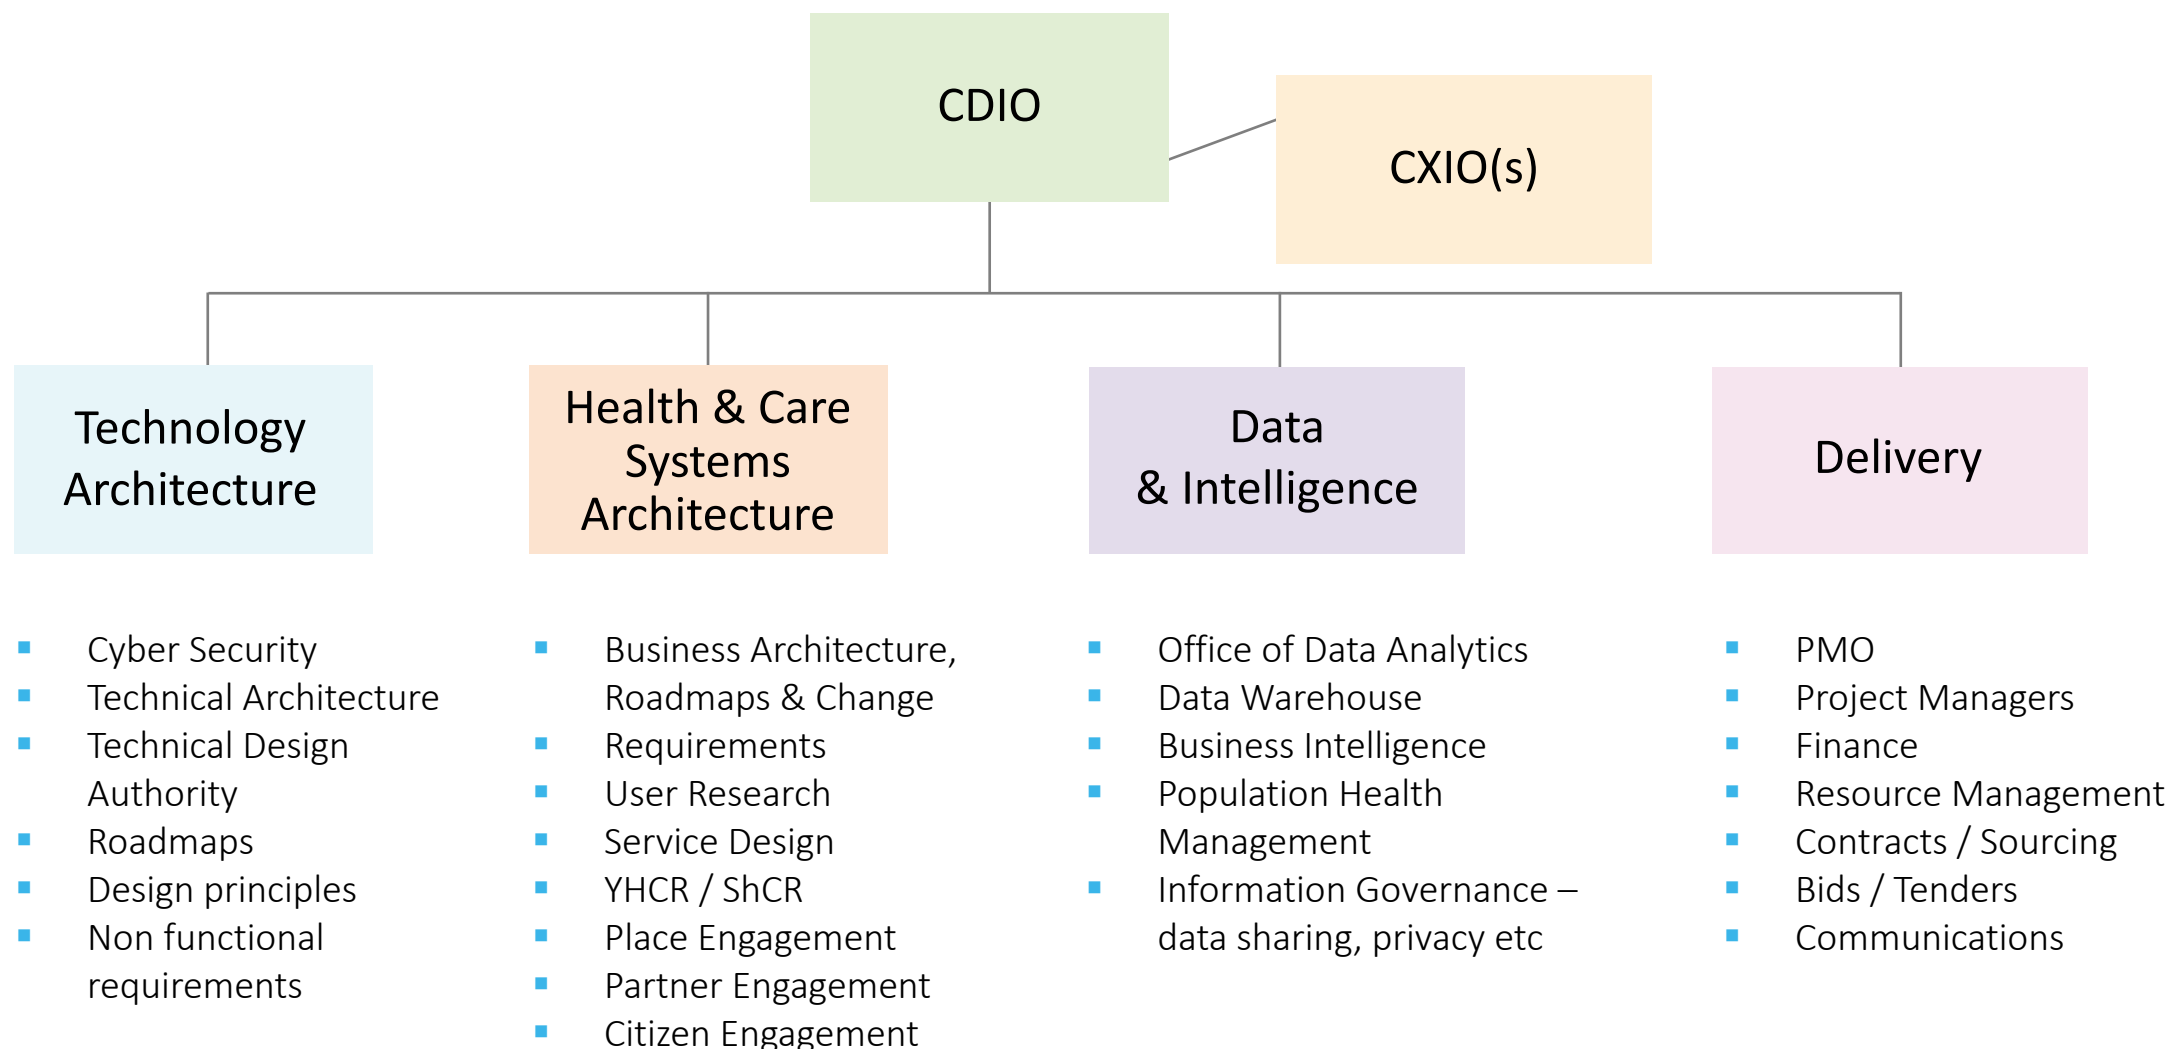 CDIO
CXIO(s)
Technology
Architecture
Health & Care
Systems
Architecture
Data
& Intelligence
Delivery
Cyber Security
Technical Architecture
Technical Design
Authority
Roadmaps
Design principles
Non functional
requirements
Business Architecture,
Roadmaps & Change
Requirements
User Research
Service Design
YHCR / ShCR
Place Engagement
Partner Engagement
Citizen Engagement
Office of Data Analytics
Data Warehouse
Business Intelligence
Population Health
Management
Information Governance –
data sharing, privacy etc
PMO
Project Managers
Finance
Resource Management
Contracts / Sourcing
Bids / Tenders
Communications